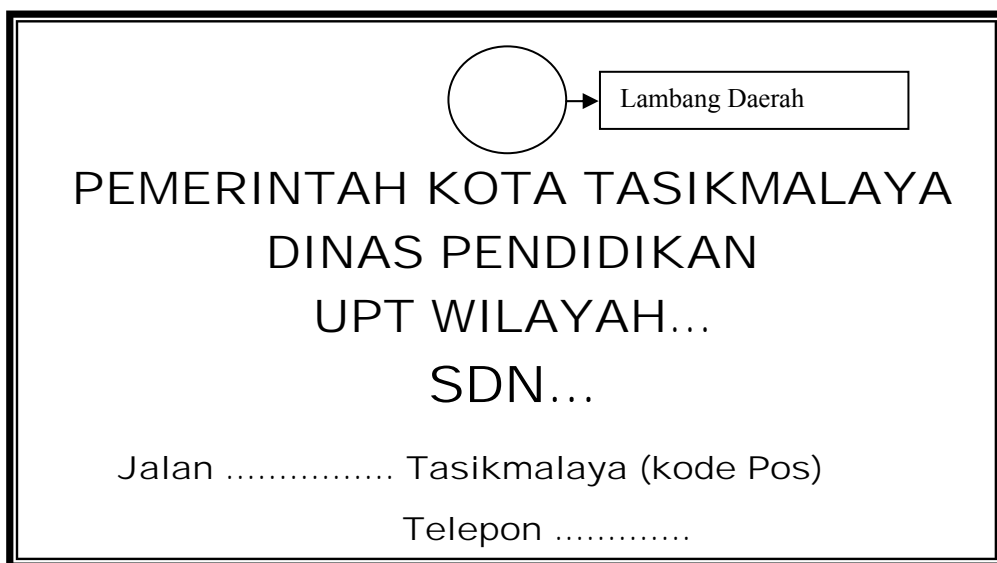 Lambang Daerah
PEMERINTAH KOTA TASIKMALAYA
DINAS PENDIDIKAN
UPT WILAYAH...
SDN...
Jalan ................ Tasikmalaya (kode Pos)
Telepon .............